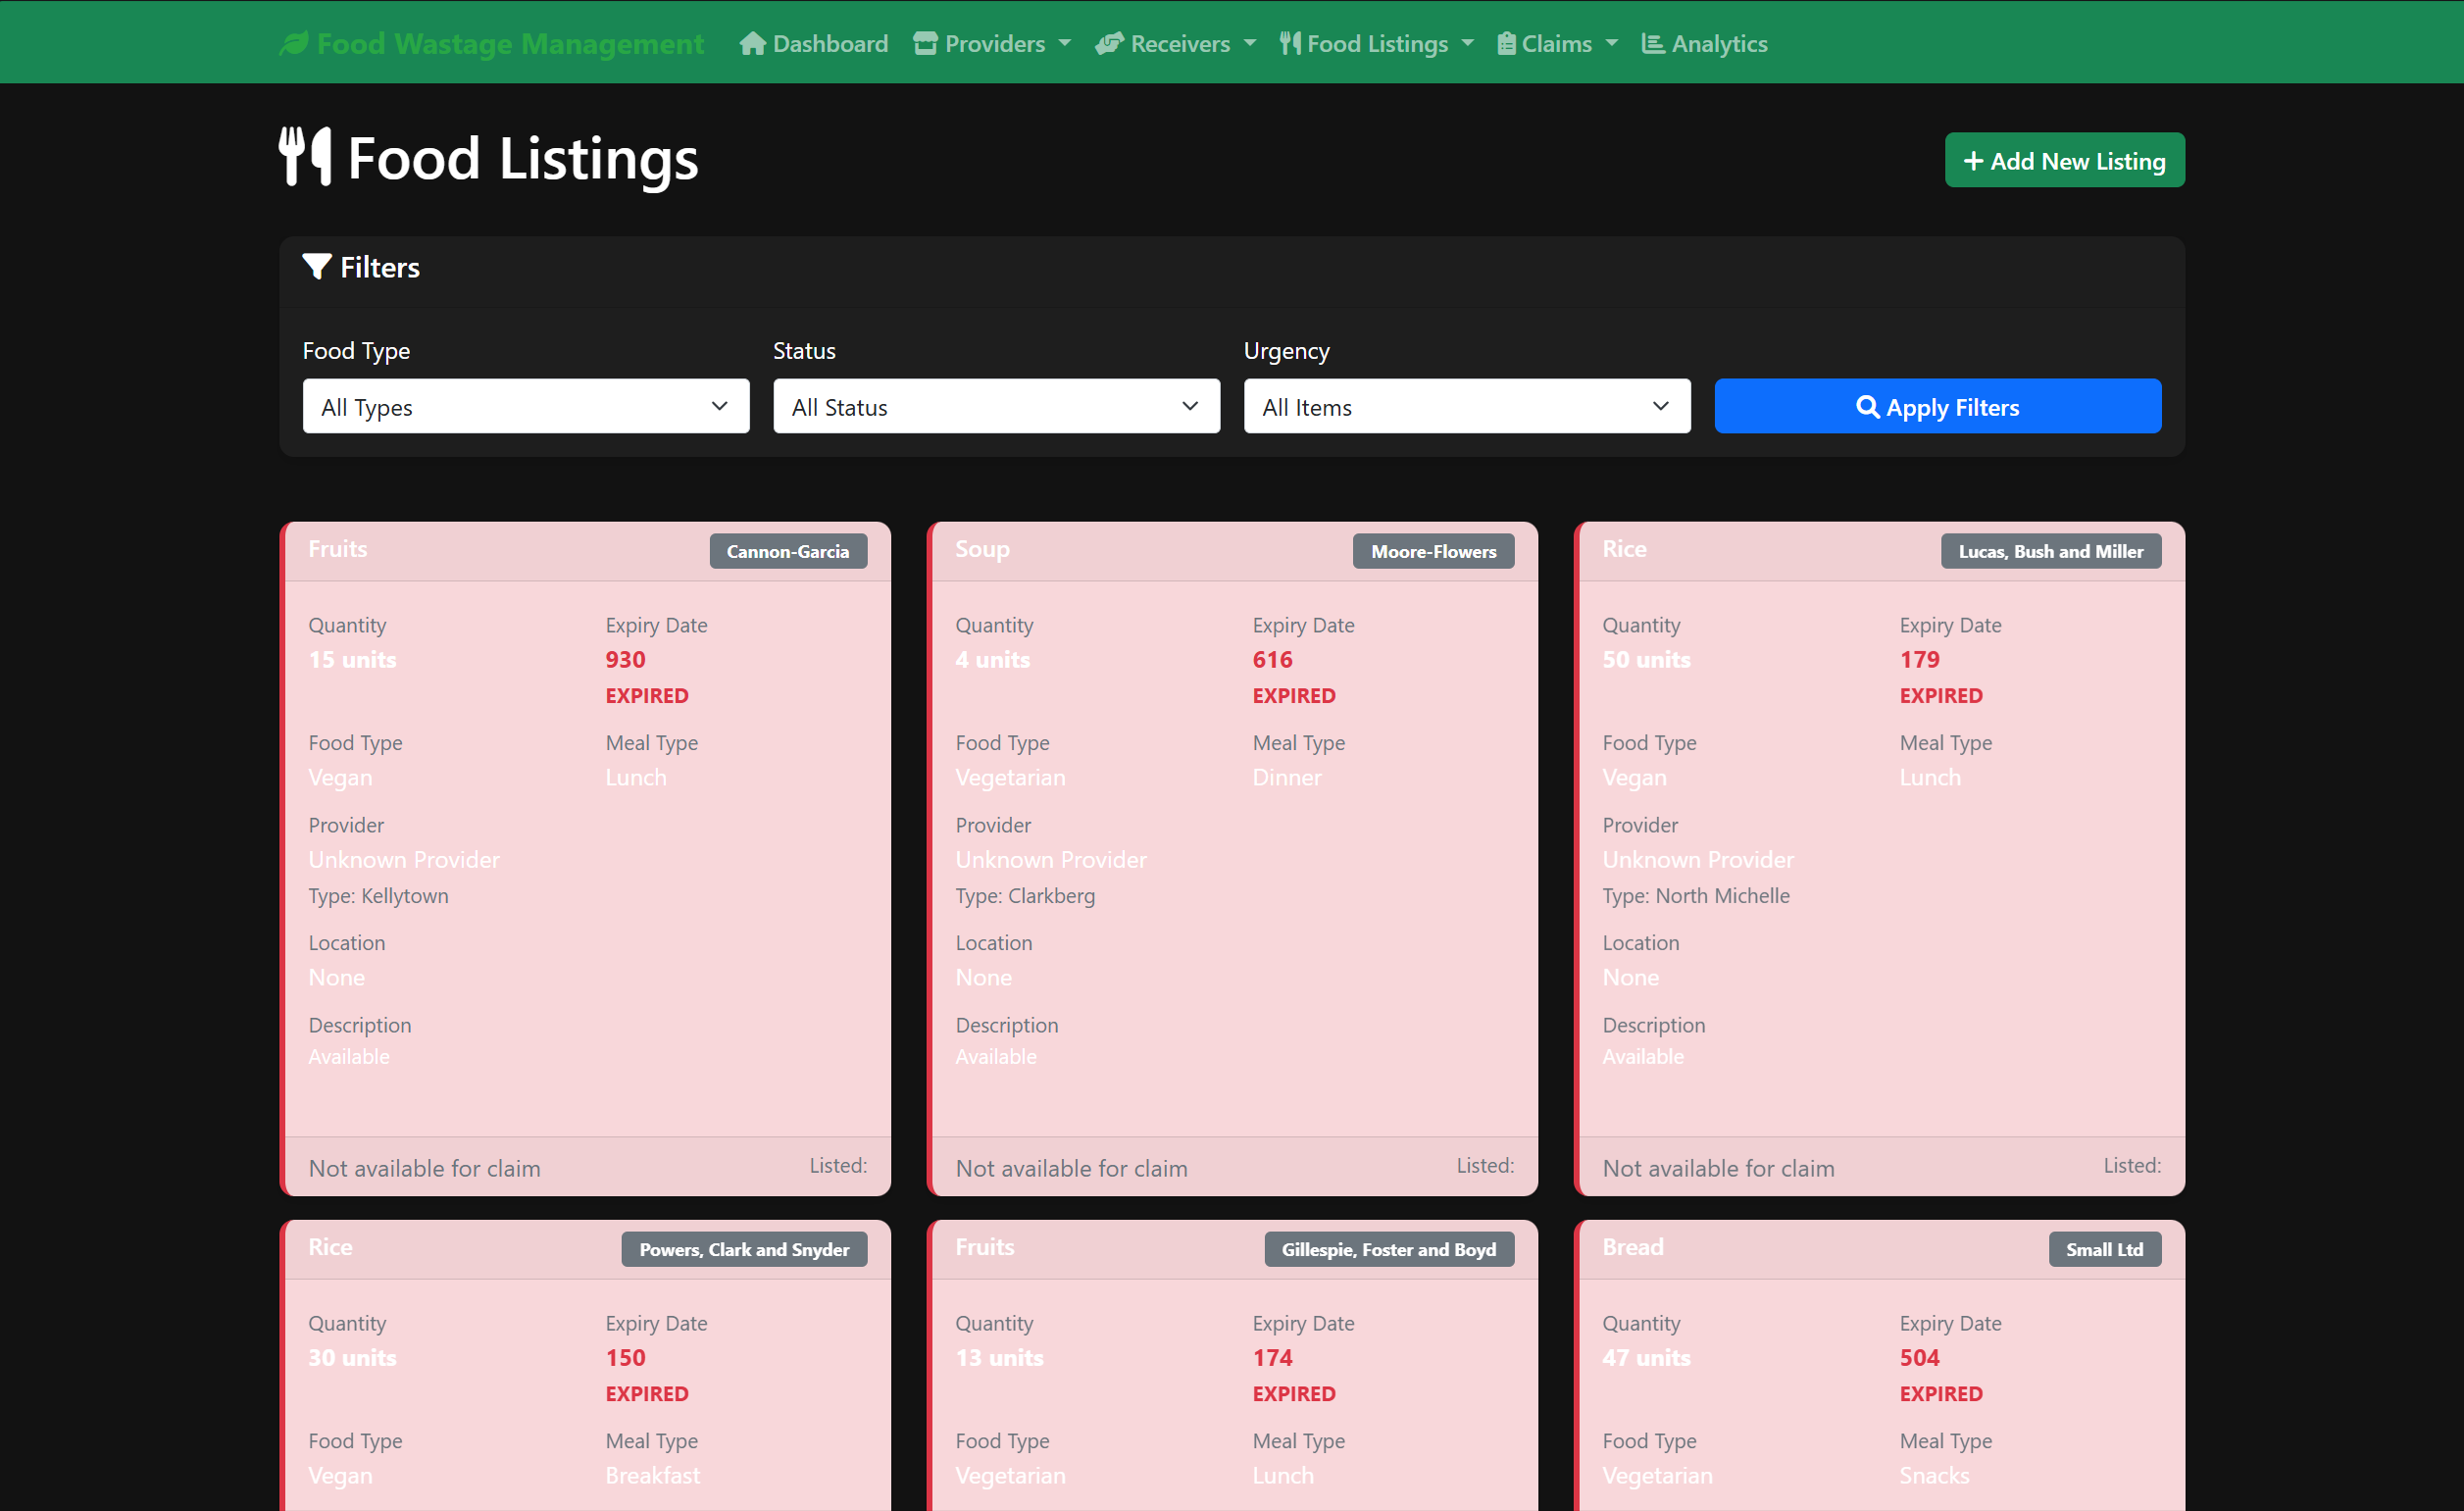 Food Wastage Management Dashboard Providers Receivers Food Listings Claims Analytics
Food Listings
+ Add New Listing
Filters
Food Type Status Urgency
All Types All Status All Items Apply Filters
Fruits Cannon-Garcia
Quantity Expiry Date
15 units 930
EXPIRED
Food Type Meal Type
Vegan Lunch
Provider
Unknown Provider
Type: Kellytown
Location
None
Description
Available
Not available for claim Listed:
Soup Moore-Flowers
Quantity Expiry Date
4 units 616
EXPIRED
Food Type Meal Type
Vegetarian Dinner
Provider
Unknown Provider
Type: Clarkberg
Location
None
Description
Available
Not available for claim Listed:
Rice Lucas, Bush and Miller
Quantity Expiry Date
50 units 179
EXPIRED
Food Type Meal Type
Vegan Lunch
Provider
Unknown Provider
Type: North Michelle
Location
None
Description
Available
Not available for claim Listed:
Rice Powers, Clark and Snyder
Quantity Expiry Date
30 units 150
EXPIRED
Food Type Meal Type
Vegan Breakfast
Fruits Gillespie, Foster and Boyd
Quantity Expiry Date
13 units 174
EXPIRED
Food Type Meal Type
Vegetarian Lunch
Bread Small Ltd
Quantity Expiry Date
47 units 504
EXPIRED
Food Type Meal Type
Vegetarian Snacks